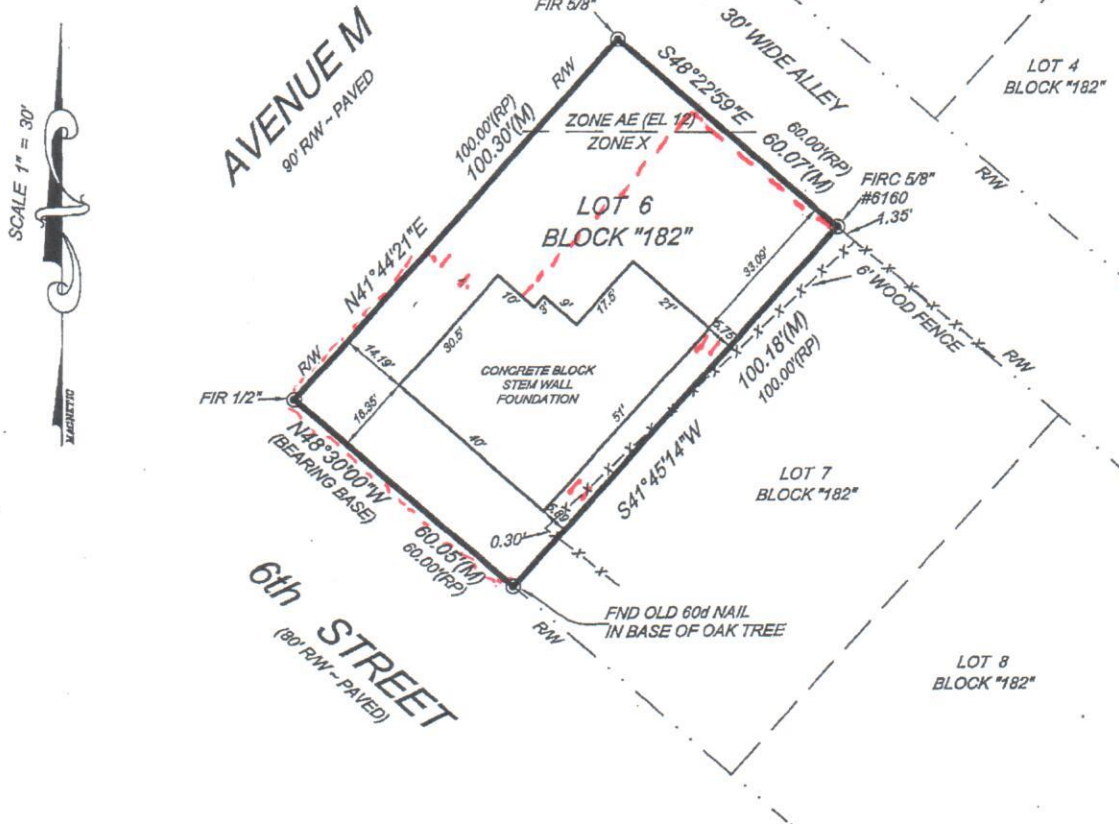 FIR 5/8"
30' WIDE ALLEY
LOT 4
BLOCK "182"
AVENUE M
90' R/W ~ PAVED
R/W
S48°22'59"E
SCALE 1" = 30'
100.00'(RP)
100.30'(M)
ZONE AE (EL 12)
ZONE X
60.00'(RP)
60.07'(M)
R/W
FIRC 5/8"
#6160
1.35'
LOT 6
BLOCK "182"
N41°44'21"E
33.09'
6' WOOD FENCE
10'
3'
9'
17.5'
21'
5.75'
30.5'
R/W
14.19'
CONCRETE BLOCK
STEM WALL
FOUNDATION
100.18'(M)
100.00'(RP)
R/W
FIR 1/2"
MAGNETIC
16.35'
40'
51'
S41°45'14"W
N48°30'00"W
(BEARING BASE)
LOT 7
BLOCK "182"
5.89'
0.30'
60.05'(M)
60.00'(RP)
6th STREET
(80' R/W ~ PAVED)
FND OLD 60d NAIL
IN BASE OF OAK TREE
R/W
LOT 8
BLOCK "182"